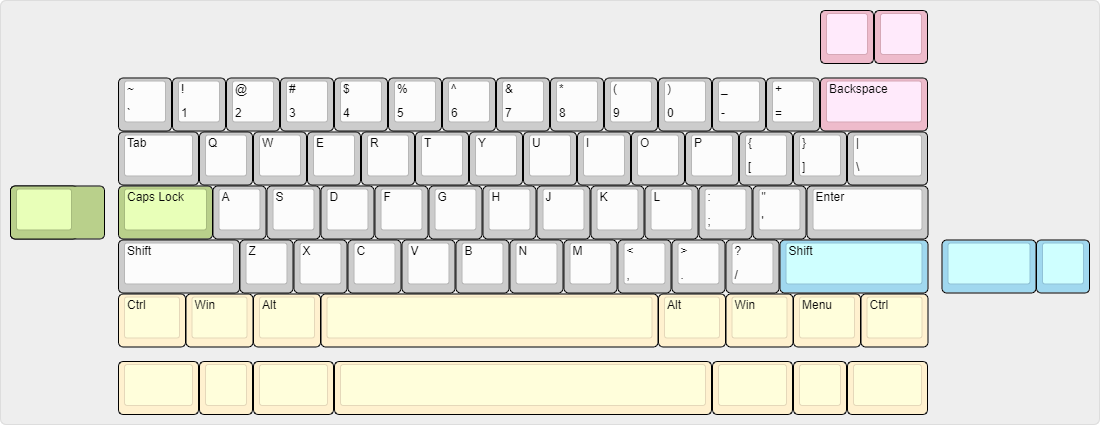 ~ ! @ # $ % ^ & * ( ) _ + Backspace
` 1 2 3 4 5 6 7 8 9 0 - =
Tab Q W E R T Y U I O P { } |
[ ] \
Caps Lock A S D F G H J K L : " Enter
; '
Shift Z X C V B N M < > ? Shift
, . /
Ctrl Win Alt Alt Win Menu Ctrl